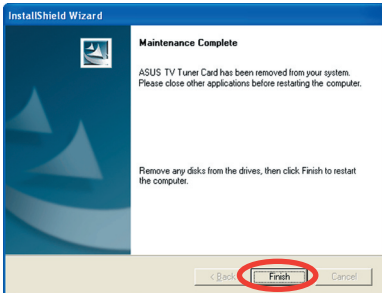 InstallShield Wizard
Maintenance Complete
ASUS TV Tuner Card has been removed from your system.
Please close other applications before restarting the computer.
Remove any disks from the drives, then click Finish to restart
the computer.
< Back
Finish
Cancel